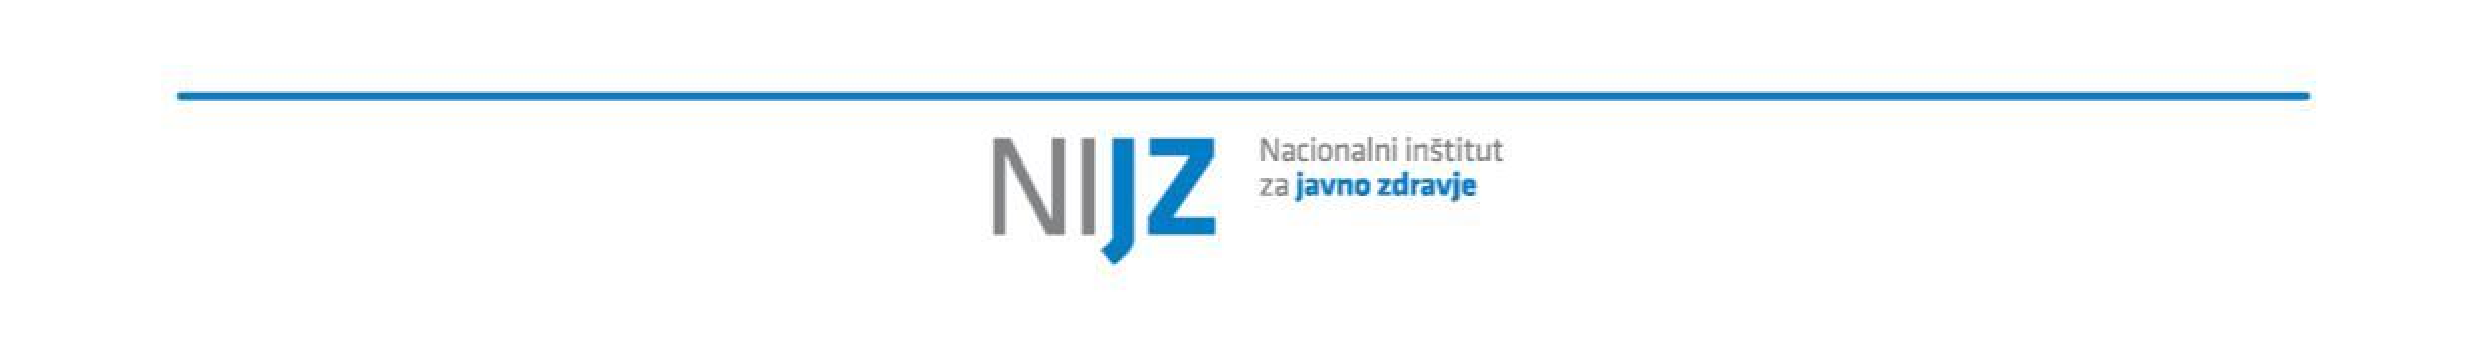 NIJZ
Nacionalni inštitut
za javno zdravje